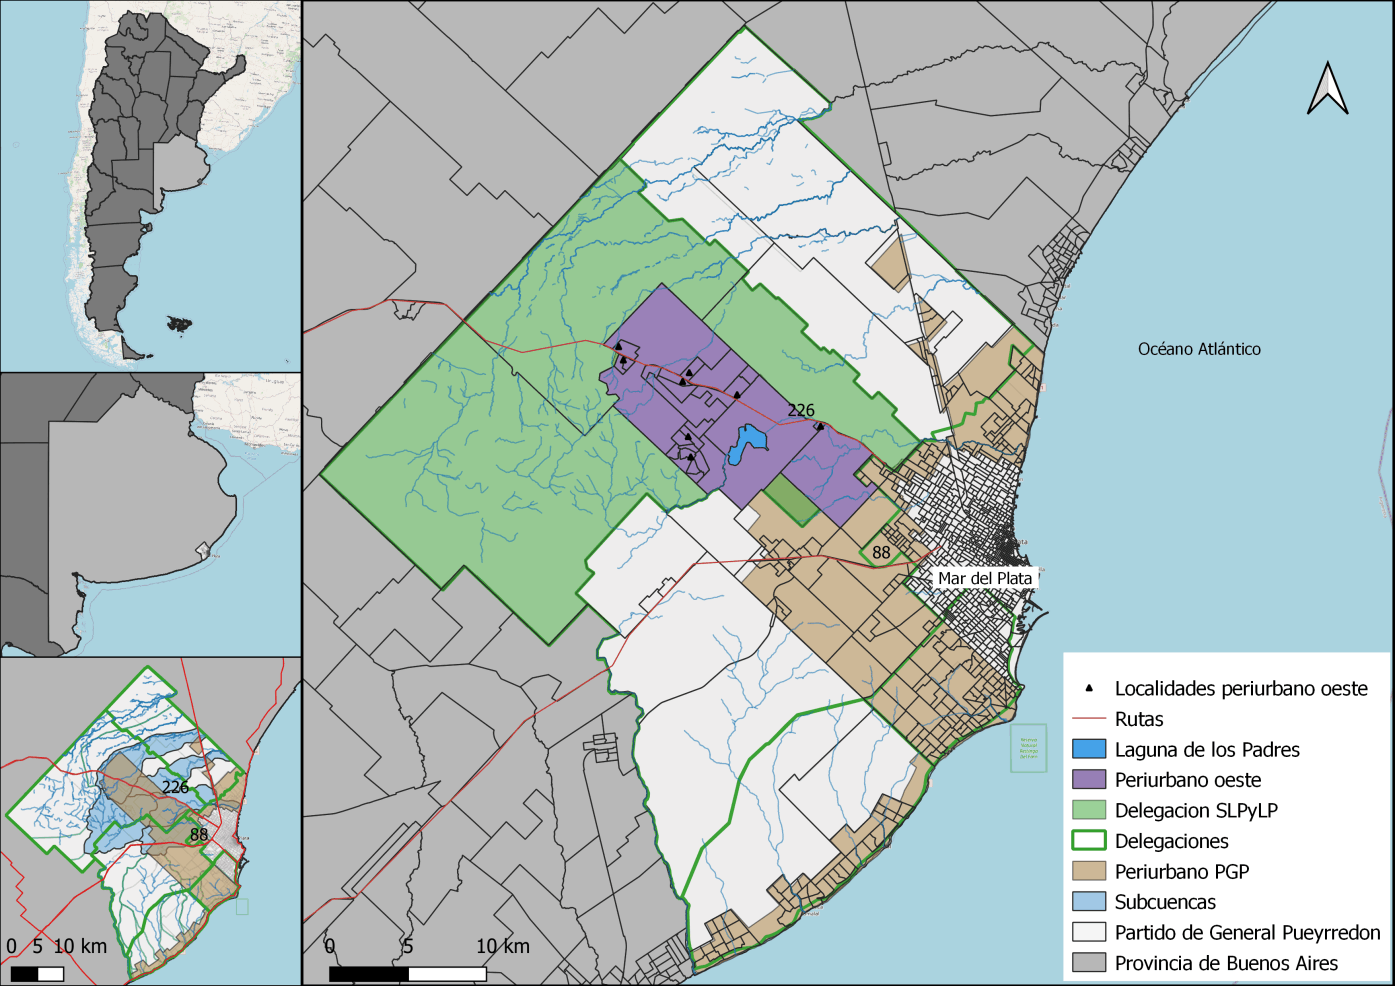 Océano Atlántico
226
88
Mar del Plata
226
88
0 5 10 km
0 5 10 km
Localidades periurbano oeste
Rutas
Laguna de los Padres
Periurbano oeste
Delegacion SLPyLP
Delegaciones
Periurbano PGP
Subcuencas
Partido de General Pueyrredon
Provincia de Buenos Aires